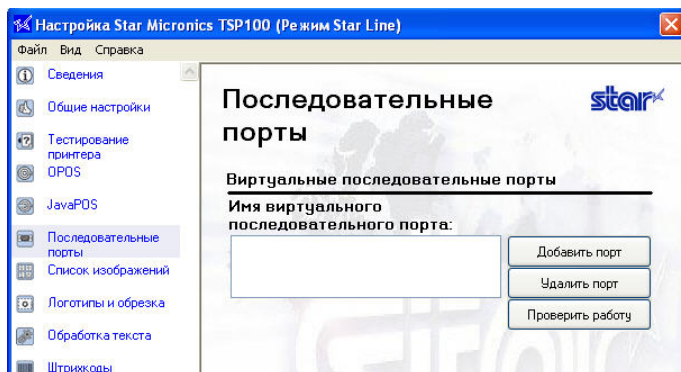 Настройка Star Micronics TSP100 (Режим Star Line)
Файл Вид Справка
Сведения
Общие настройки
Тестирование
принтера
OPOS
JavaPOS
Последовательные
порты
Список изображений
Логотипы и обрезка
Обработка текста
Штрихкоды
Последовательные
порты
star
Виртуальные последовательные порты
Имя виртуального
последовательного порта:
Добавить порт
Удалить порт
Проверить работу